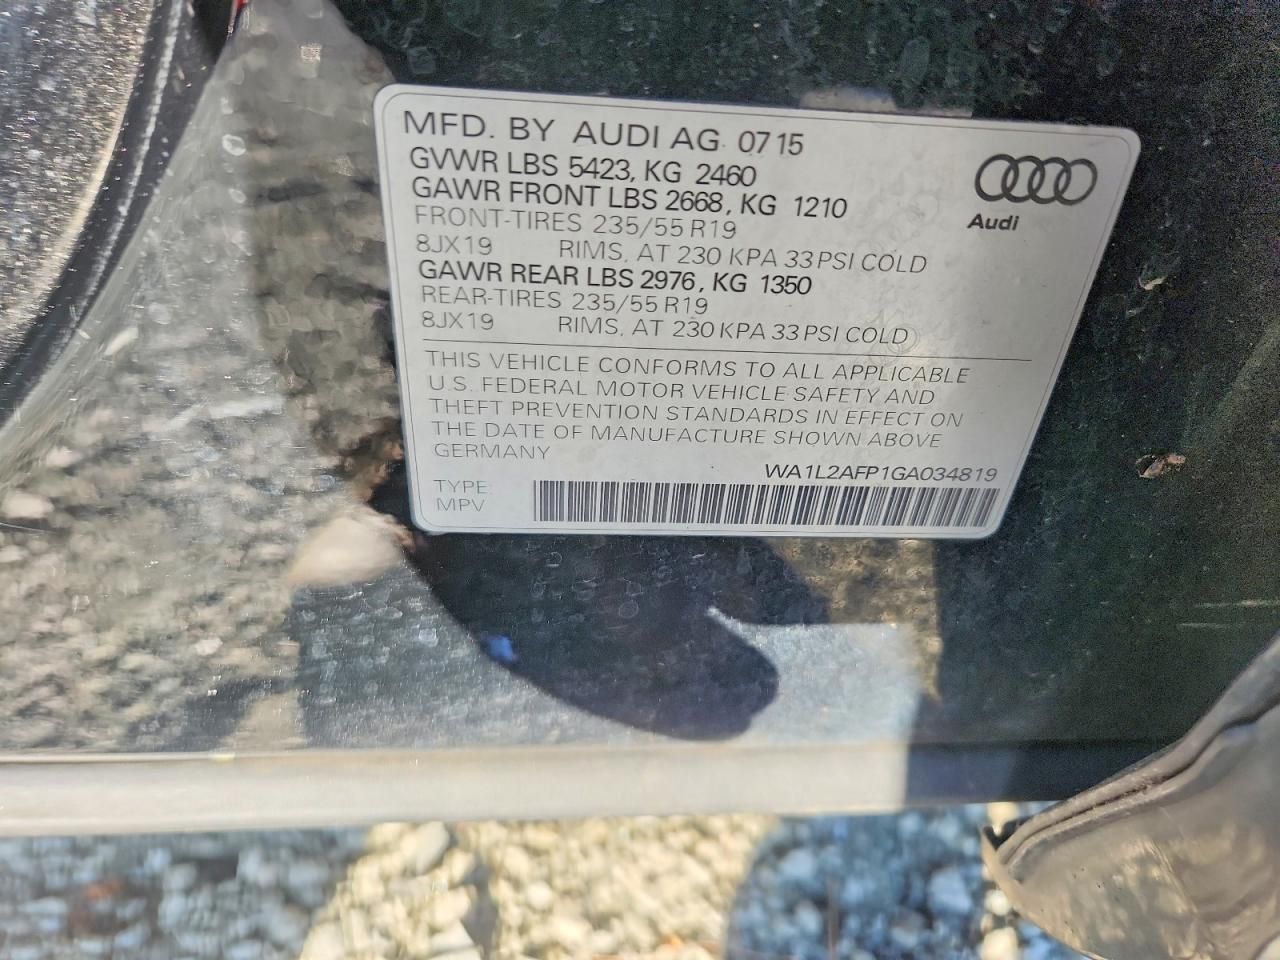 MFD. BY AUDI AG 07 15
GVWR LBS 5423, KG 2460
GAWR FRONT LBS 2668, KG 1210
FRONT-TIRES 235/55 R19
8JX19 RIMS, AT 230 KPA 33 PSI COLD
GAWR REAR LBS 2976, KG 1350
REAR-TIRES 235/55 R19
8JX19 RIMS, AT 230 KPA 33 PSI COLD
Audi
THIS VEHICLE CONFORMS TO ALL APPLICABLE
U.S. FEDERAL MOTOR VEHICLE SAFETY AND
THEFT PREVENTION STANDARDS IN EFFECT ON
THE DATE OF MANUFACTURE SHOWN ABOVE
GERMANY
WA1L2AFP1GA034819
TYPE:
MPV